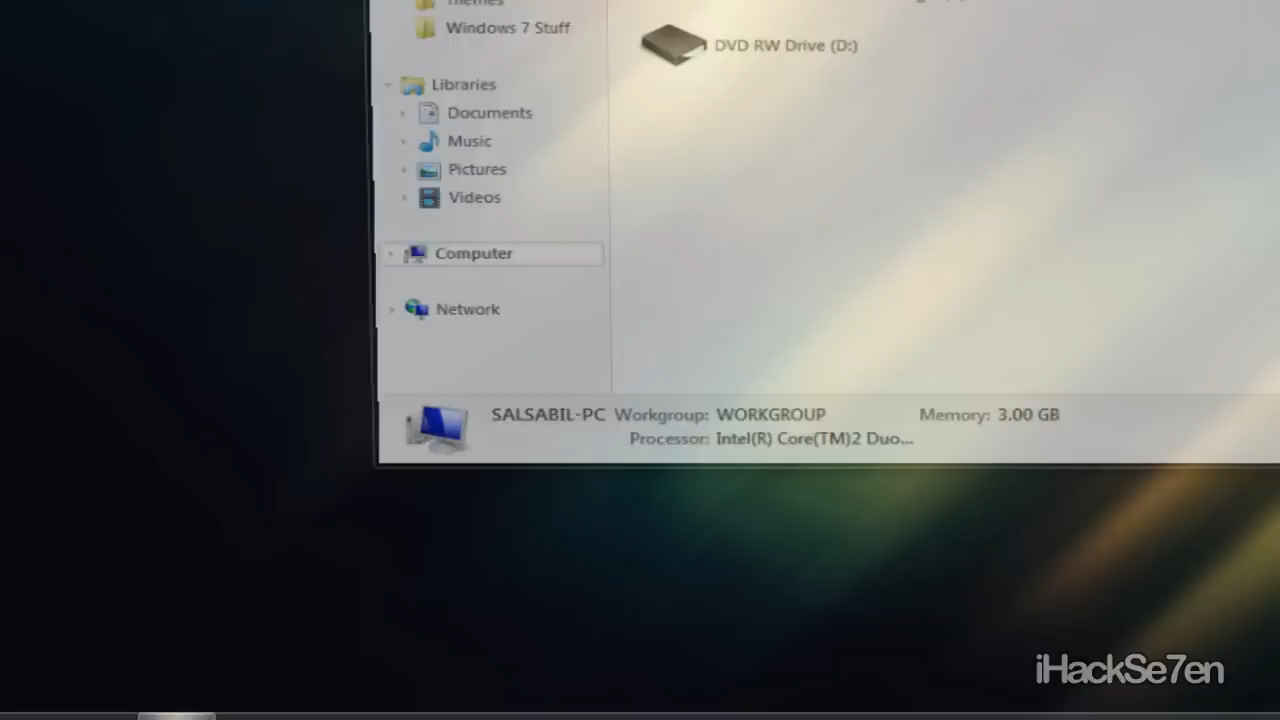 Themes
Windows 7 Stuff
DVD RW Drive (D:)
Libraries
Documents
Music
Pictures
Videos
Computer
Network
SALSABIL-PC Workgroup: WORKGROUP Memory: 3.00 GB
Processor: Intel(R) Core(TM)2 Duo...
iHackSe7en